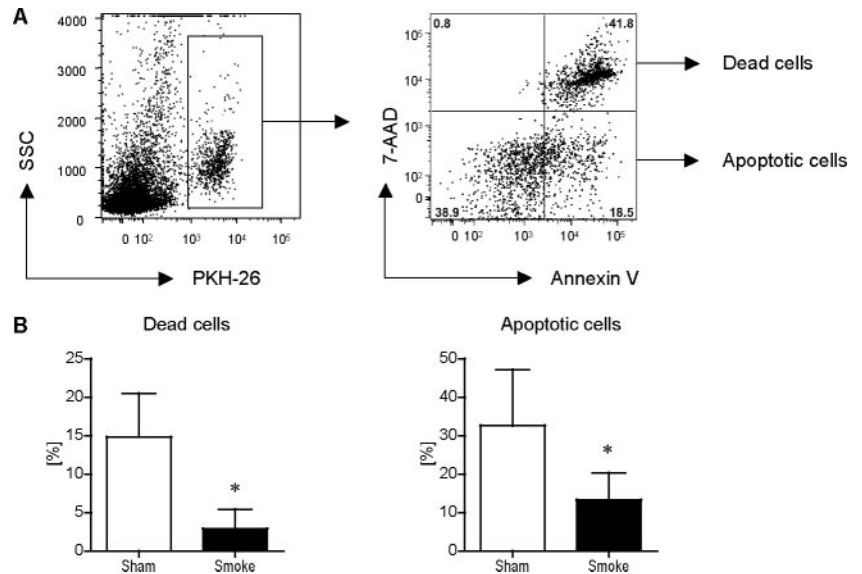 A
SSC
4000
3000
2000
1000
0
0 10² 10³ 10⁴ 10⁵
PKH-26
7-AAD
10⁵
10⁴
10³
10²
0
0.8 41.8
38.9 18.5
0 10² 10³ 10⁴ 10⁵
Annexin V
Dead cells
Apoptotic cells
B
Dead cells
[%]
25
20
15
10
5
0
*
Sham Smoke
Apoptotic cells
[%]
50
40
30
20
10
0
*
Sham Smoke